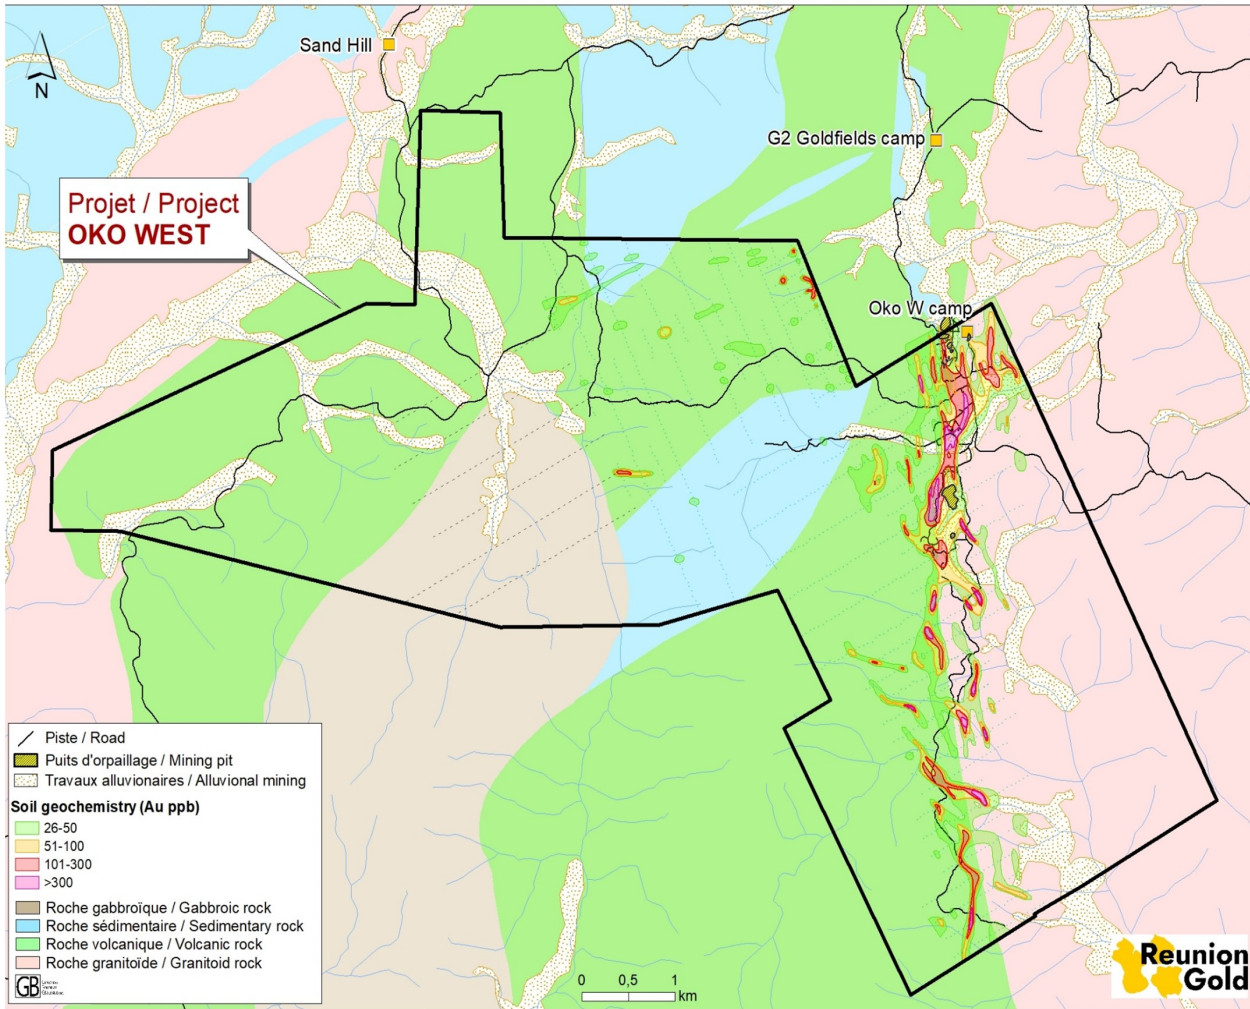 Sand Hill
N
G2 Goldfields camp
Projet / Project
OKO WEST
Oko W camp
Piste / Road
Puits d'orpaillage / Mining pit
Travaux alluvionaires / Alluvional mining
Soil geochemistry (Au ppb)
26-50
51-100
101-300
>300
Roche gabbroïque / Gabbroic rock
Roche sédimentaire / Sedimentary rock
Roche volcanique / Volcanic rock
Roche granitoïde / Granitoid rock
GB
0 0,5 1
km
Reunion
Gold